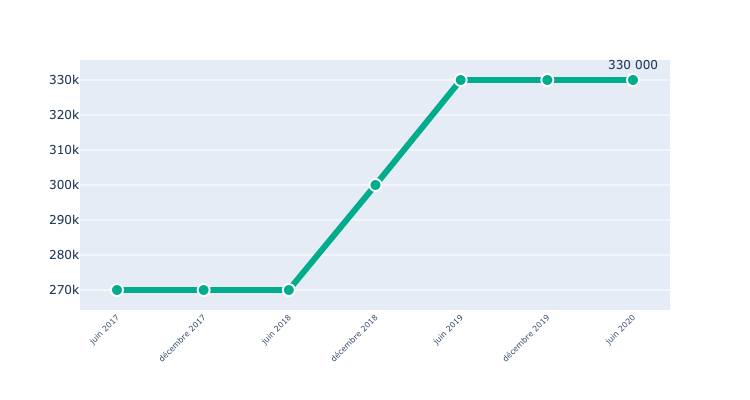 330 000
330k
320k
310k
300k
290k
280k
270k
juin 2017
décembre 2017
juin 2018
décembre 2018
juin 2019
décembre 2019
juin 2020